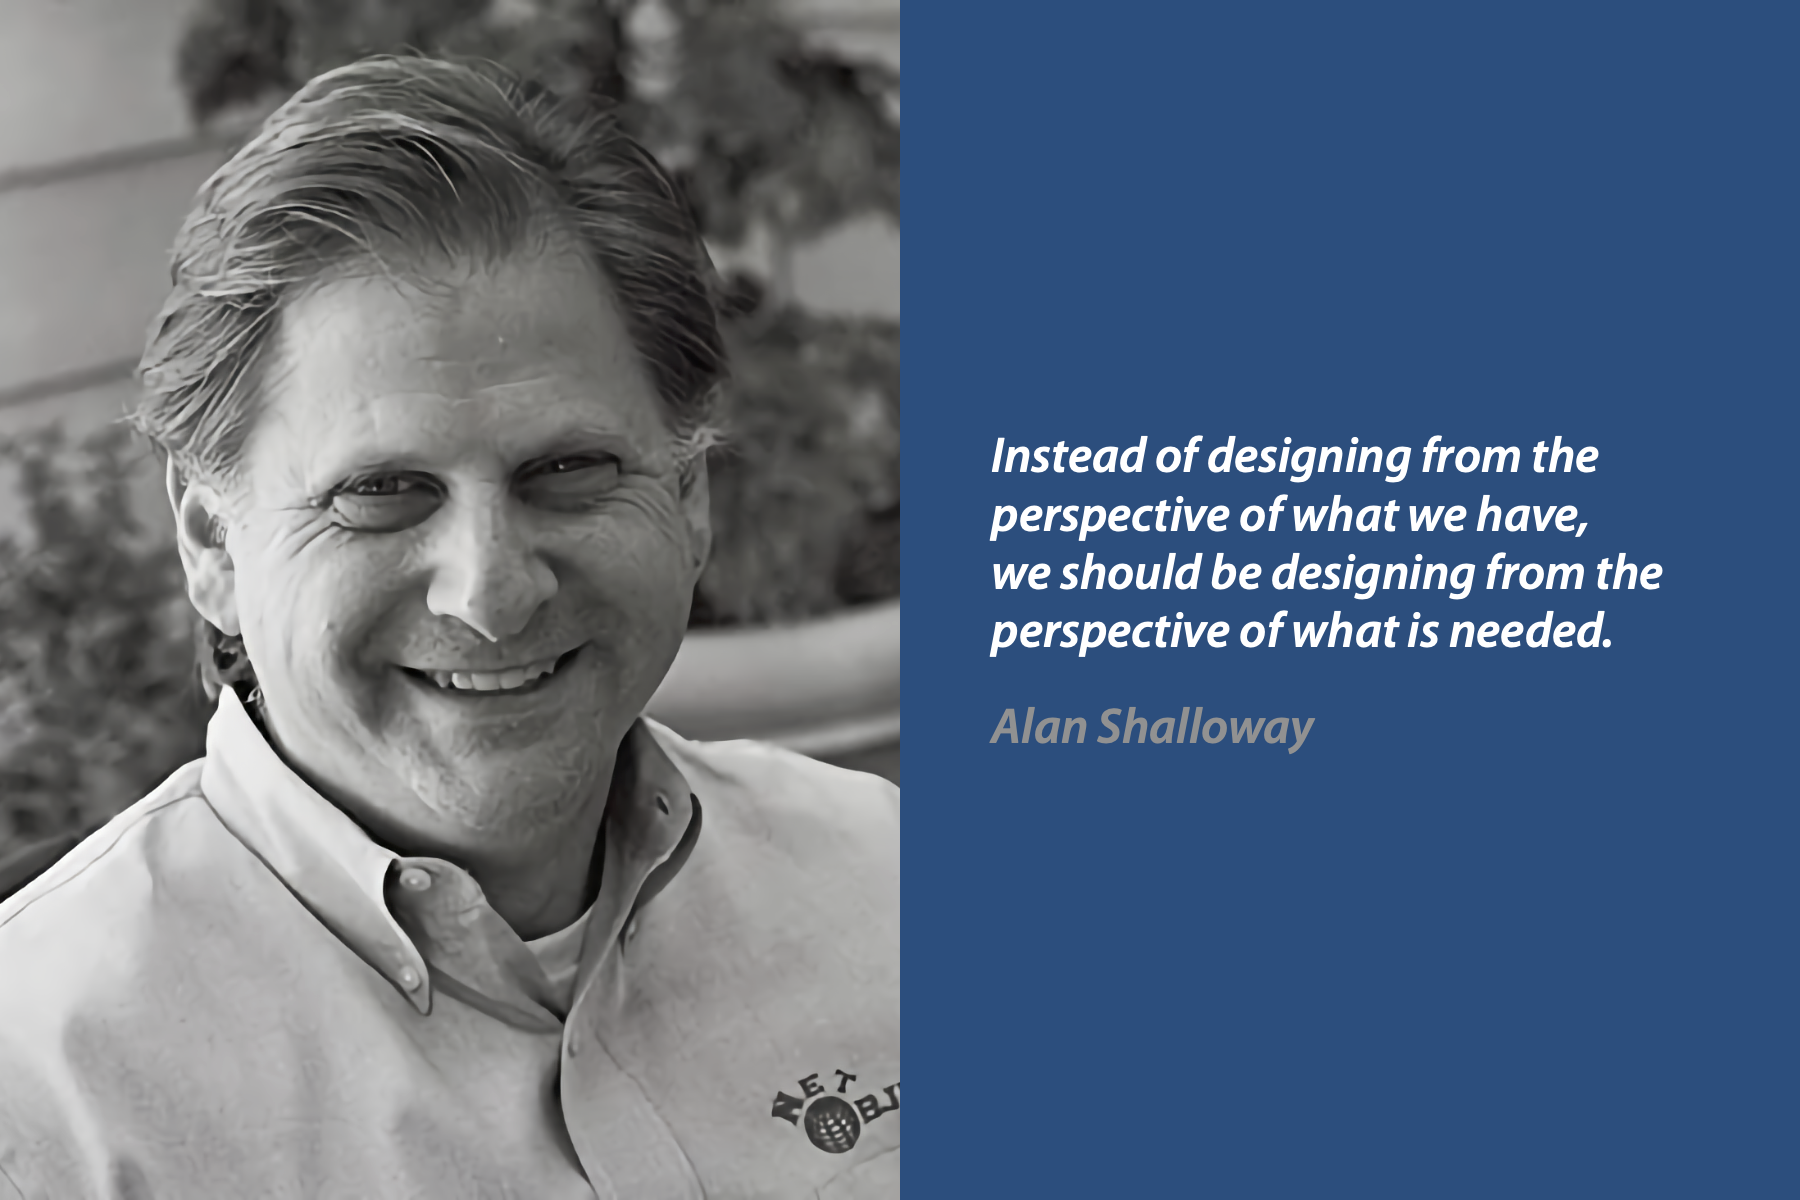 Instead of designing from the
perspective of what we have,
we should be designing from the
perspective of what is needed.
Alan Shalloway
NET